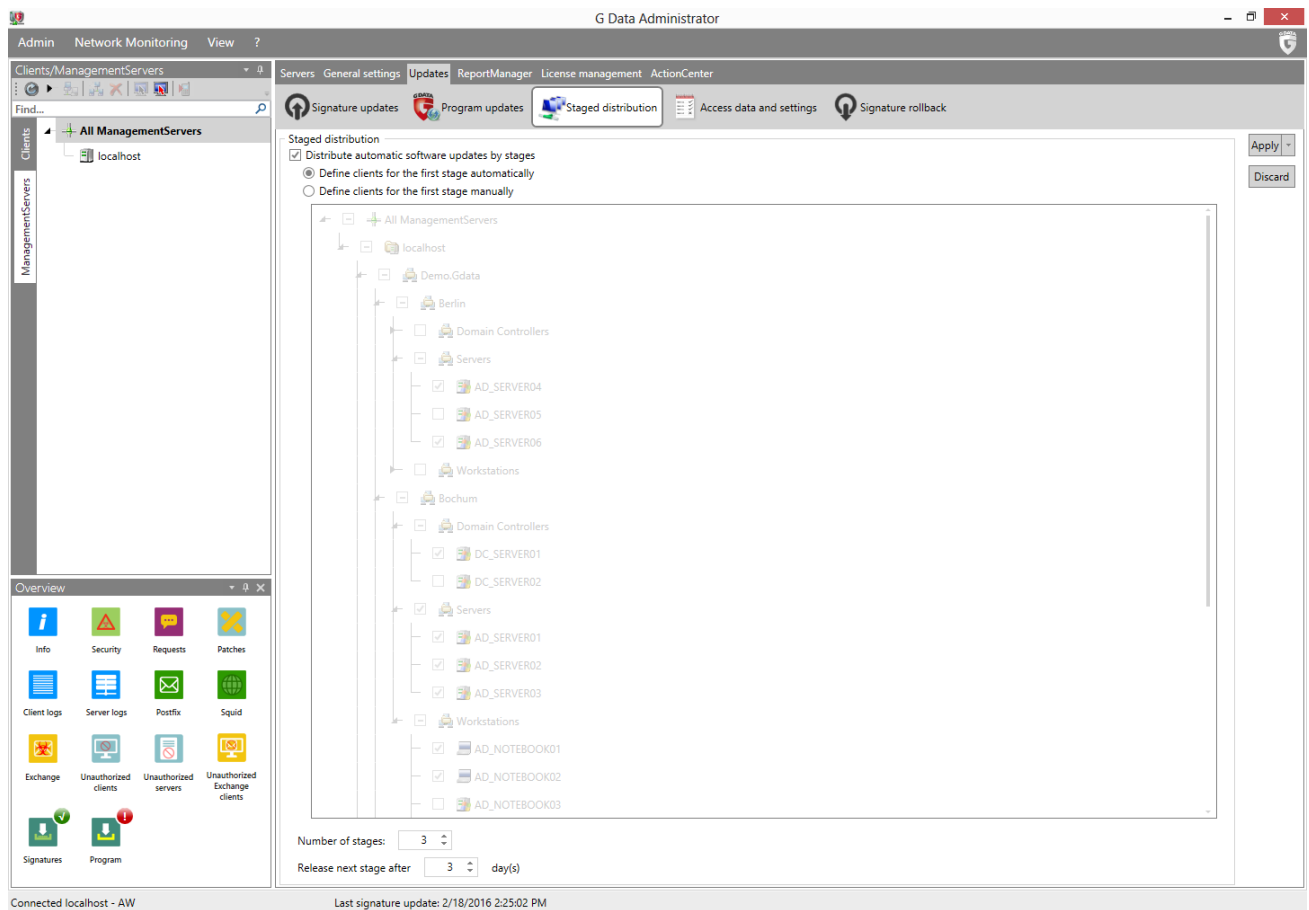 G Data Administrator
Admin Network Monitoring View ?
Clients/ManagementServers
Find...
Clients
ManagementServers
All ManagementServers
localhost
Servers General settings Updates ReportManager License management ActionCenter
Signature updates Program updates Staged distribution Access data and settings Signature rollback
Staged distribution
Distribute automatic software updates by stages
Define clients for the first stage automatically
Define clients for the first stage manually
All ManagementServers
localhost
Demo.Gdata
Berlin
Domain Controllers
Servers
AD_SERVER04
AD_SERVER05
AD_SERVER06
Workstations
Bochum
Domain Controllers
DC_SERVER01
DC_SERVER02
Servers
AD_SERVER01
AD_SERVER02
AD_SERVER03
Workstations
AD_NOTEBOOK01
AD_NOTEBOOK02
AD_NOTEBOOK03
Number of stages: 3
Release next stage after 3 day(s)
Apply
Discard
Overview
Info Security Requests Patches
Client logs Server logs Postfix Squid
Exchange Unauthorized clients Unauthorized servers Unauthorized Exchange clients
Signatures Program
Connected localhost - AW Last signature update: 2/18/2016 2:25:02 PM